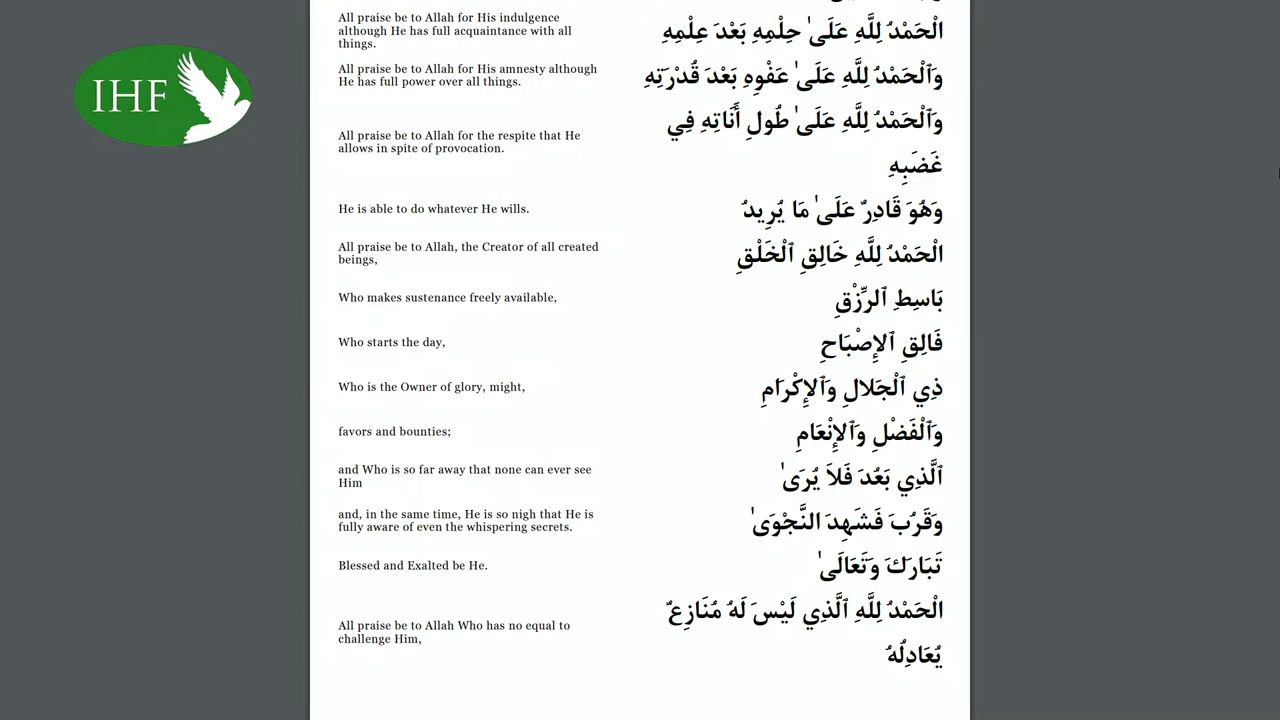 IHF
All praise be to Allah for His indulgence
although He has full acquaintance with all
things.
الْحَمْدُ لِلَّهِ عَلَىٰ حِلْمِهِ بَعْدَ عِلْمِهِ
All praise be to Allah for His amnesty although
He has full power over all things.
وَٱلْحَمْدُ لِلَّهِ عَلَىٰ عَفْوِهِ بَعْدَ قُدْرَتِهِ
All praise be to Allah for the respite that He
allows in spite of provocation.
وَٱلْحَمْدُ لِلَّهِ عَلَىٰ طُولِ أَنَاتِهِ فِي
غَضَبِهِ
He is able to do whatever He wills.
وَهُوَ قَادِرٌ عَلَىٰ مَا يُرِيدُ
All praise be to Allah, the Creator of all created
beings,
الْحَمْدُ لِلَّهِ خَالِقِ ٱلْخَلْقِ
Who makes sustenance freely available,
بَاسِطِ ٱلرِّزْقِ
Who starts the day,
فَالِقِ ٱلإِصْبَاحِ
Who is the Owner of glory, might,
ذِي ٱلْجَلالِ وَٱلإِكْرَامِ
favors and bounties;
وَٱلْفَضْلِ وَٱلإِنْعَامِ
and Who is so far away that none can ever see
Him
ٱلَّذِي بَعُدَ فَلاَ يُرَىٰ
and, in the same time, He is so nigh that He is
fully aware of even the whispering secrets.
وَقَرُبَ فَشَهِدَ النَّجْوَىٰ
Blessed and Exalted be He.
تَبَارَكَ وَتَعَالَىٰ
All praise be to Allah Who has no equal to
challenge Him,
الْحَمْدُ لِلَّهِ ٱلَّذِي لَيْسَ لَهُ مُنَازِعٌ
يُعَادِلُهُ